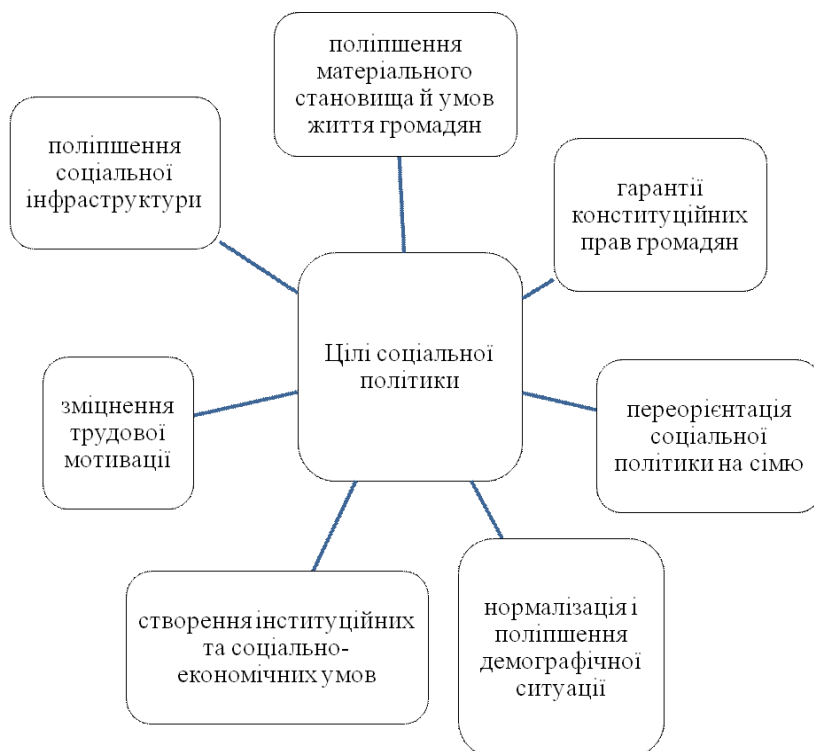 поліпшення
матеріального
становища й умов
життя громадян
поліпшення
соціальної
інфраструктури
гарантії
конституційних
прав громадян
Цілі соціальної
політики
зміцнення
трудової
мотивації
переорієнтація
соціальної
політики на сімю
створення інституційних
та соціально-
економічних умов
нормалізація і
поліпшення
демографічної
ситуації